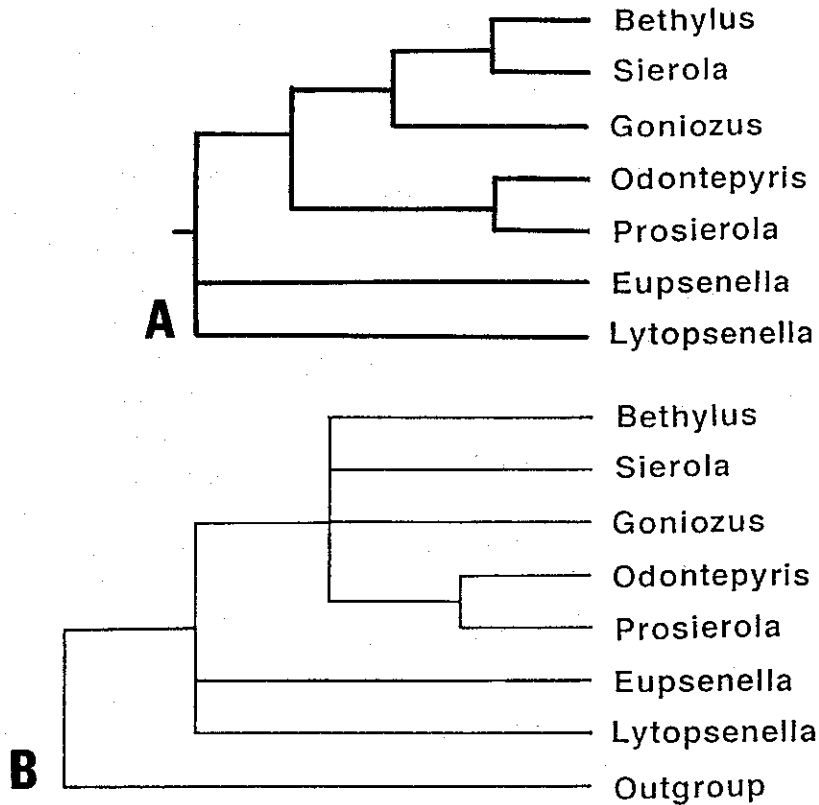 Bethylus
Sierola
Goniozus
Odontepyris
Prosierola
Eupsenella
A
Lytopsenella
Bethylus
Sierola
Goniozus
Odontepyris
Prosierola
Eupsenella
Lytopsenella
B
Outgroup